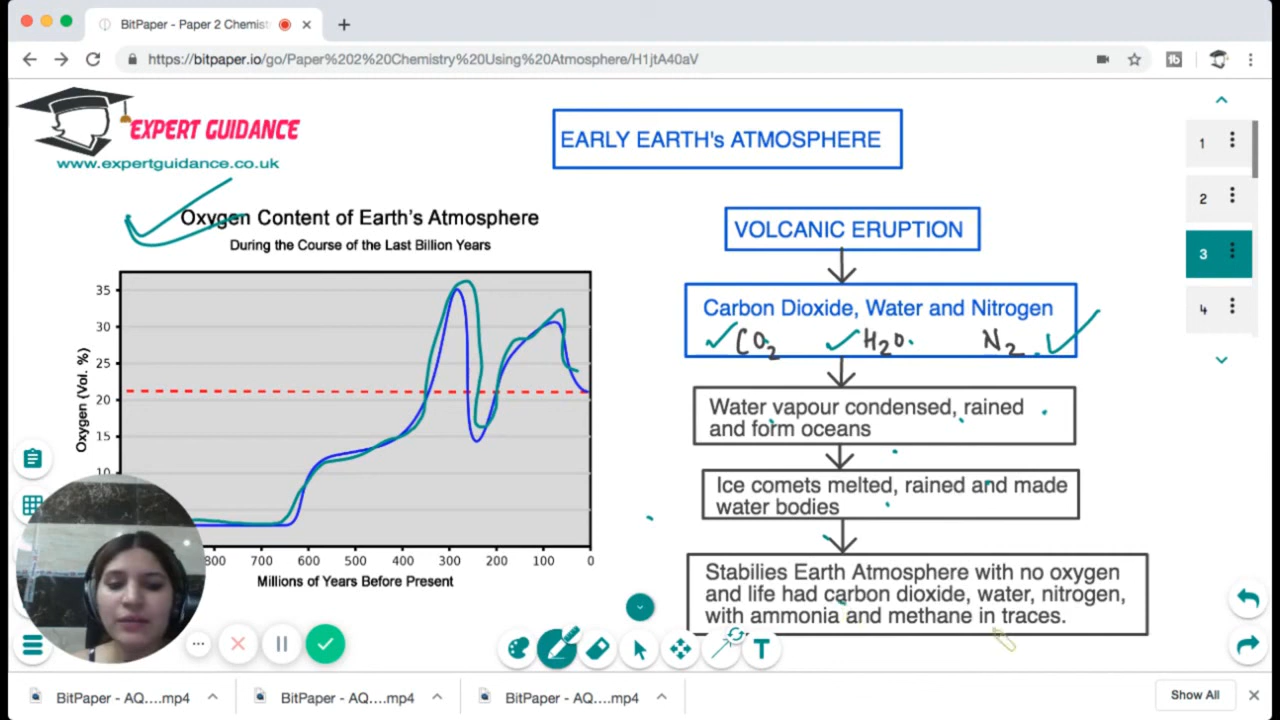 BitPaper - Paper 2 Chemist
https://bitpaper.io/go/Paper%202%20Chemistry%20Using%20Atmosphere/H1jtA40aV
EXPERT GUIDANCE
www.expertguidance.co.uk
EARLY EARTH's ATMOSPHERE
1
2
3
4
Oxygen Content of Earth's Atmosphere
During the Course of the Last Billion Years
Oxygen (Vol. %)
35
30
25
20
15
10
800 700 600 500 400 300 200 100 0
Millions of Years Before Present
VOLCANIC ERUPTION
Carbon Dioxide, Water and Nitrogen
CO2 H2O. N2
Water vapour condensed, rained
and form oceans
Ice comets melted, rained and made
water bodies
Stabilies Earth Atmosphere with no oxygen
and life had carbon dioxide, water, nitrogen,
with ammonia and methane in traces.
T
BitPaper - AQ....mp4
BitPaper - AQ....mp4
BitPaper - AQ....mp4
Show All